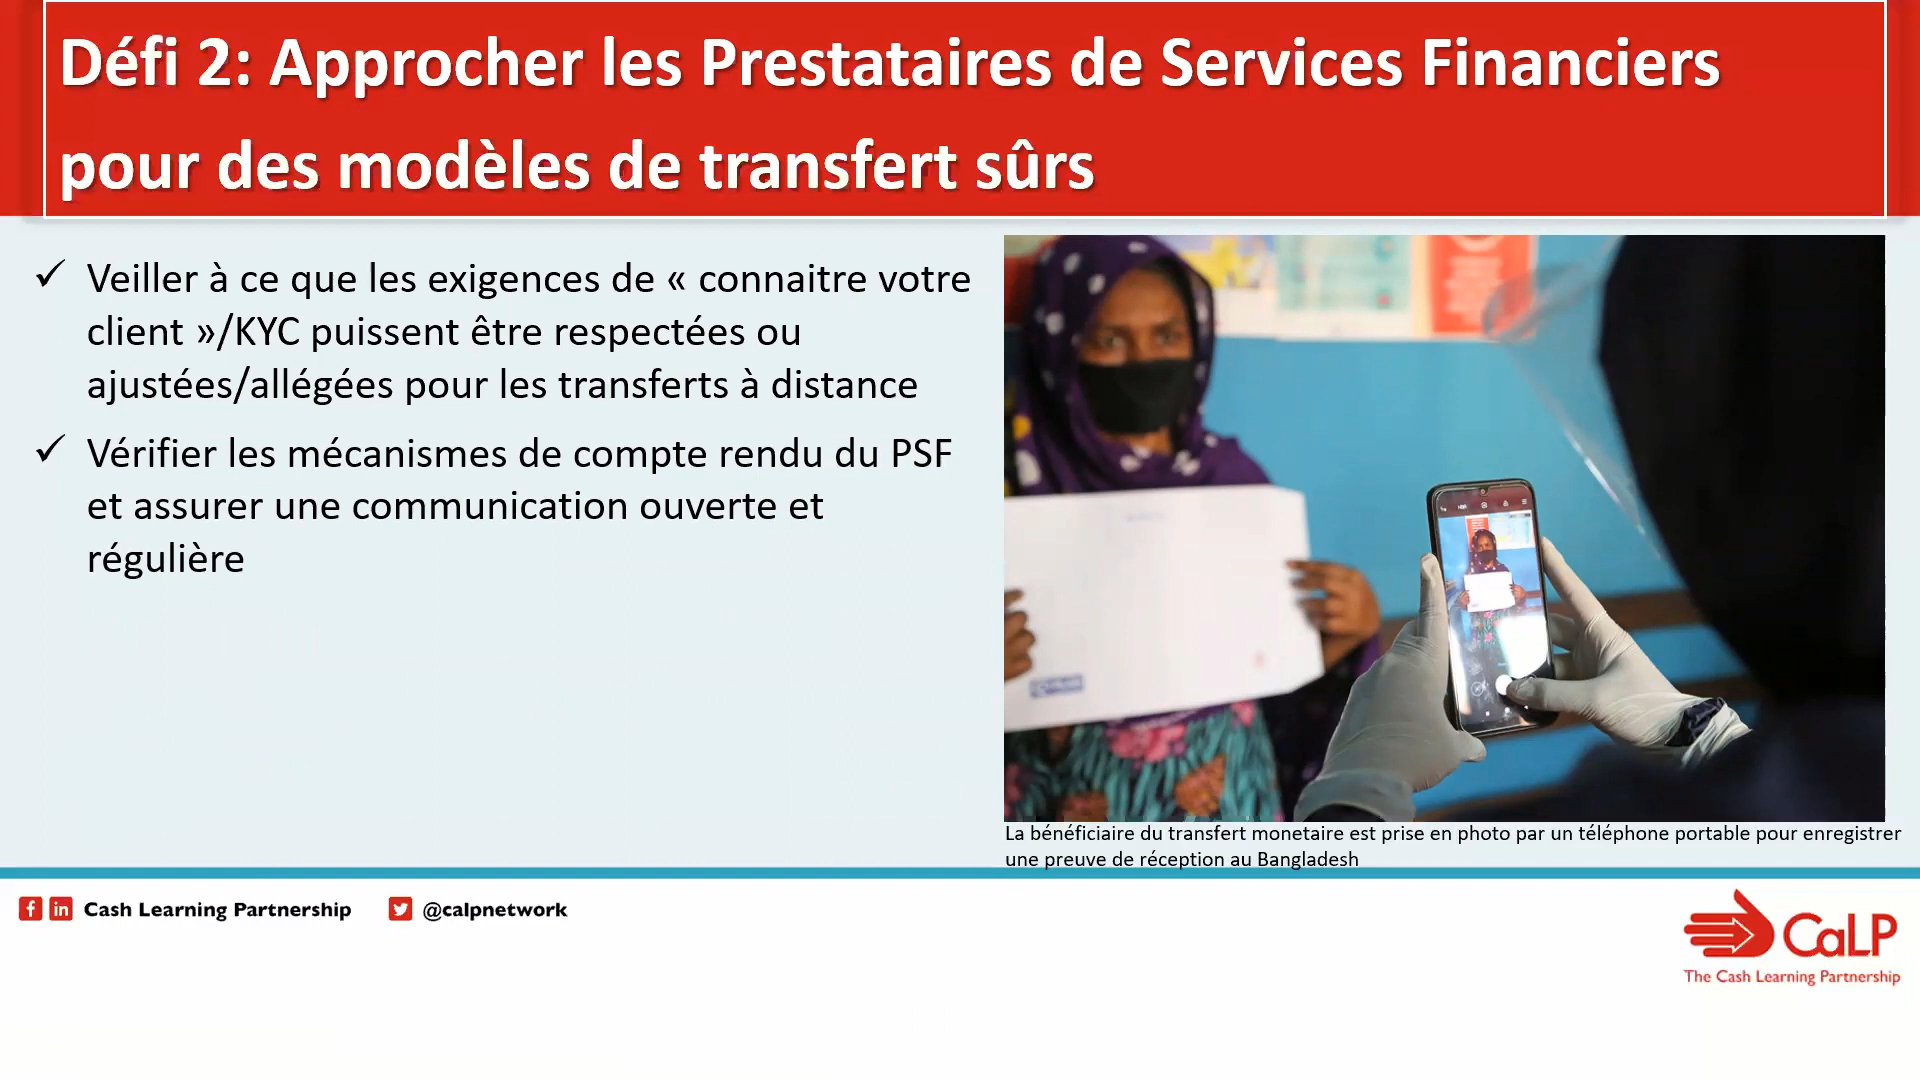 Défi 2: Approcher les Prestataires de Services Financiers
pour des modèles de transfert sûrs
✓ Veiller à ce que les exigences de « connaitre votre
client »/KYC puissent être respectées ou
ajustées/allégées pour les transferts à distance
✓ Vérifier les mécanismes de compte rendu du PSF
et assurer une communication ouverte et
régulière
La bénéficiaire du transfert monetaire est prise en photo par un téléphone portable pour enregistrer
une preuve de réception au Bangladesh
Cash Learning Partnership @calpnetwork
CaLP
The Cash Learning Partnership